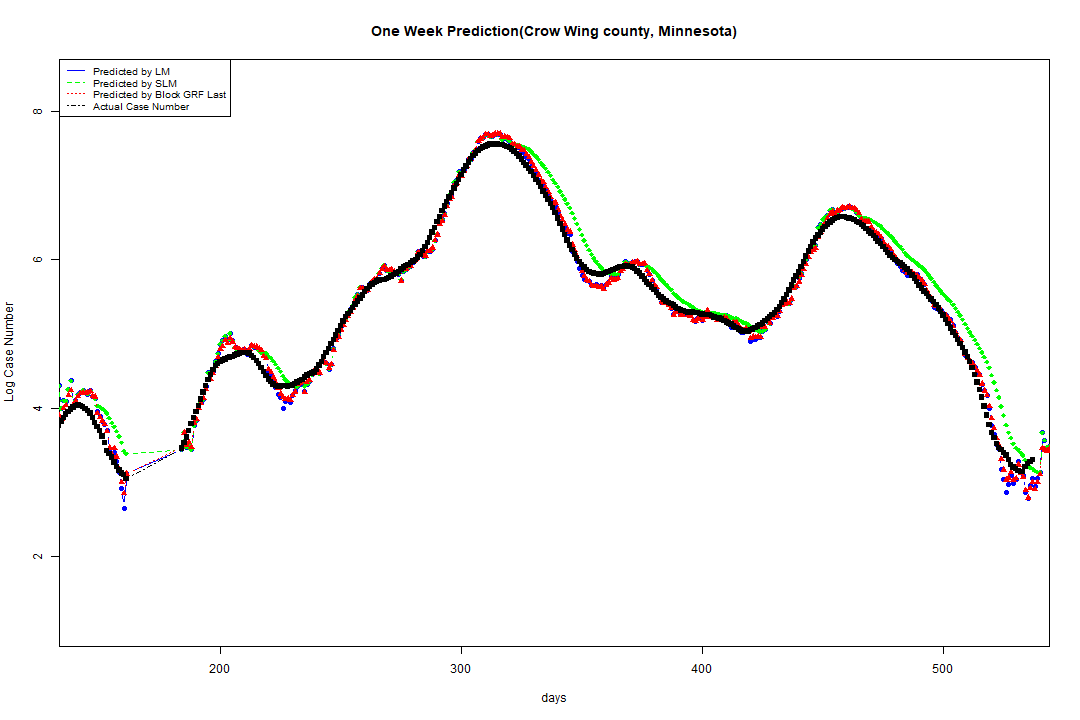 One Week Prediction(Crow Wing county, Minnesota)
Predicted by LM
Predicted by SLM
Predicted by Block GRF Last
Actual Case Number
8
6
4
2
Log Case Number
200
300
400
500
days